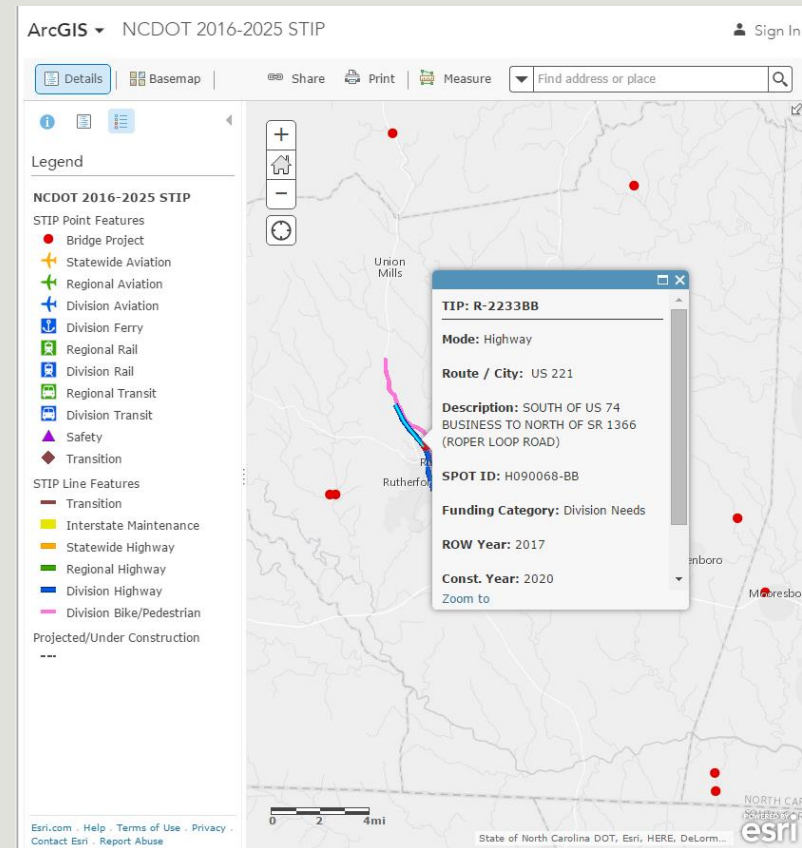 ArcGIS ▾ NCDOT 2016-2025 STIP
Sign In
Details
Basemap
Share
Print
Measure
Find address or place
Legend
NCDOT 2016-2025 STIP
STIP Point Features
Bridge Project
Statewide Aviation
Regional Aviation
Division Aviation
Division Ferry
Regional Rail
Division Rail
Regional Transit
Division Transit
Safety
Transition
STIP Line Features
Transition
Interstate Maintenance
Statewide Highway
Regional Highway
Division Highway
Division Bike/Pedestrian
Projected/Under Construction
Esri.com . Help . Terms of Use . Privacy .
Contact Esri . Report Abuse
+
−
Union
Mills
Rutherfo
TIP: R-2233BB
Mode: Highway
Route / City: US 221
Description: SOUTH OF US 74
BUSINESS TO NORTH OF SR 1366
(ROPER LOOP ROAD)
SPOT ID: H090068-BB
Funding Category: Division Needs
ROW Year: 2017
Const. Year: 2020
Zoom to
enboro
Mooresbo
0 2 4mi
NORTH CAR
State of North Carolina DOT, Esri, HERE, DeLorm...
POWERED BY
esri